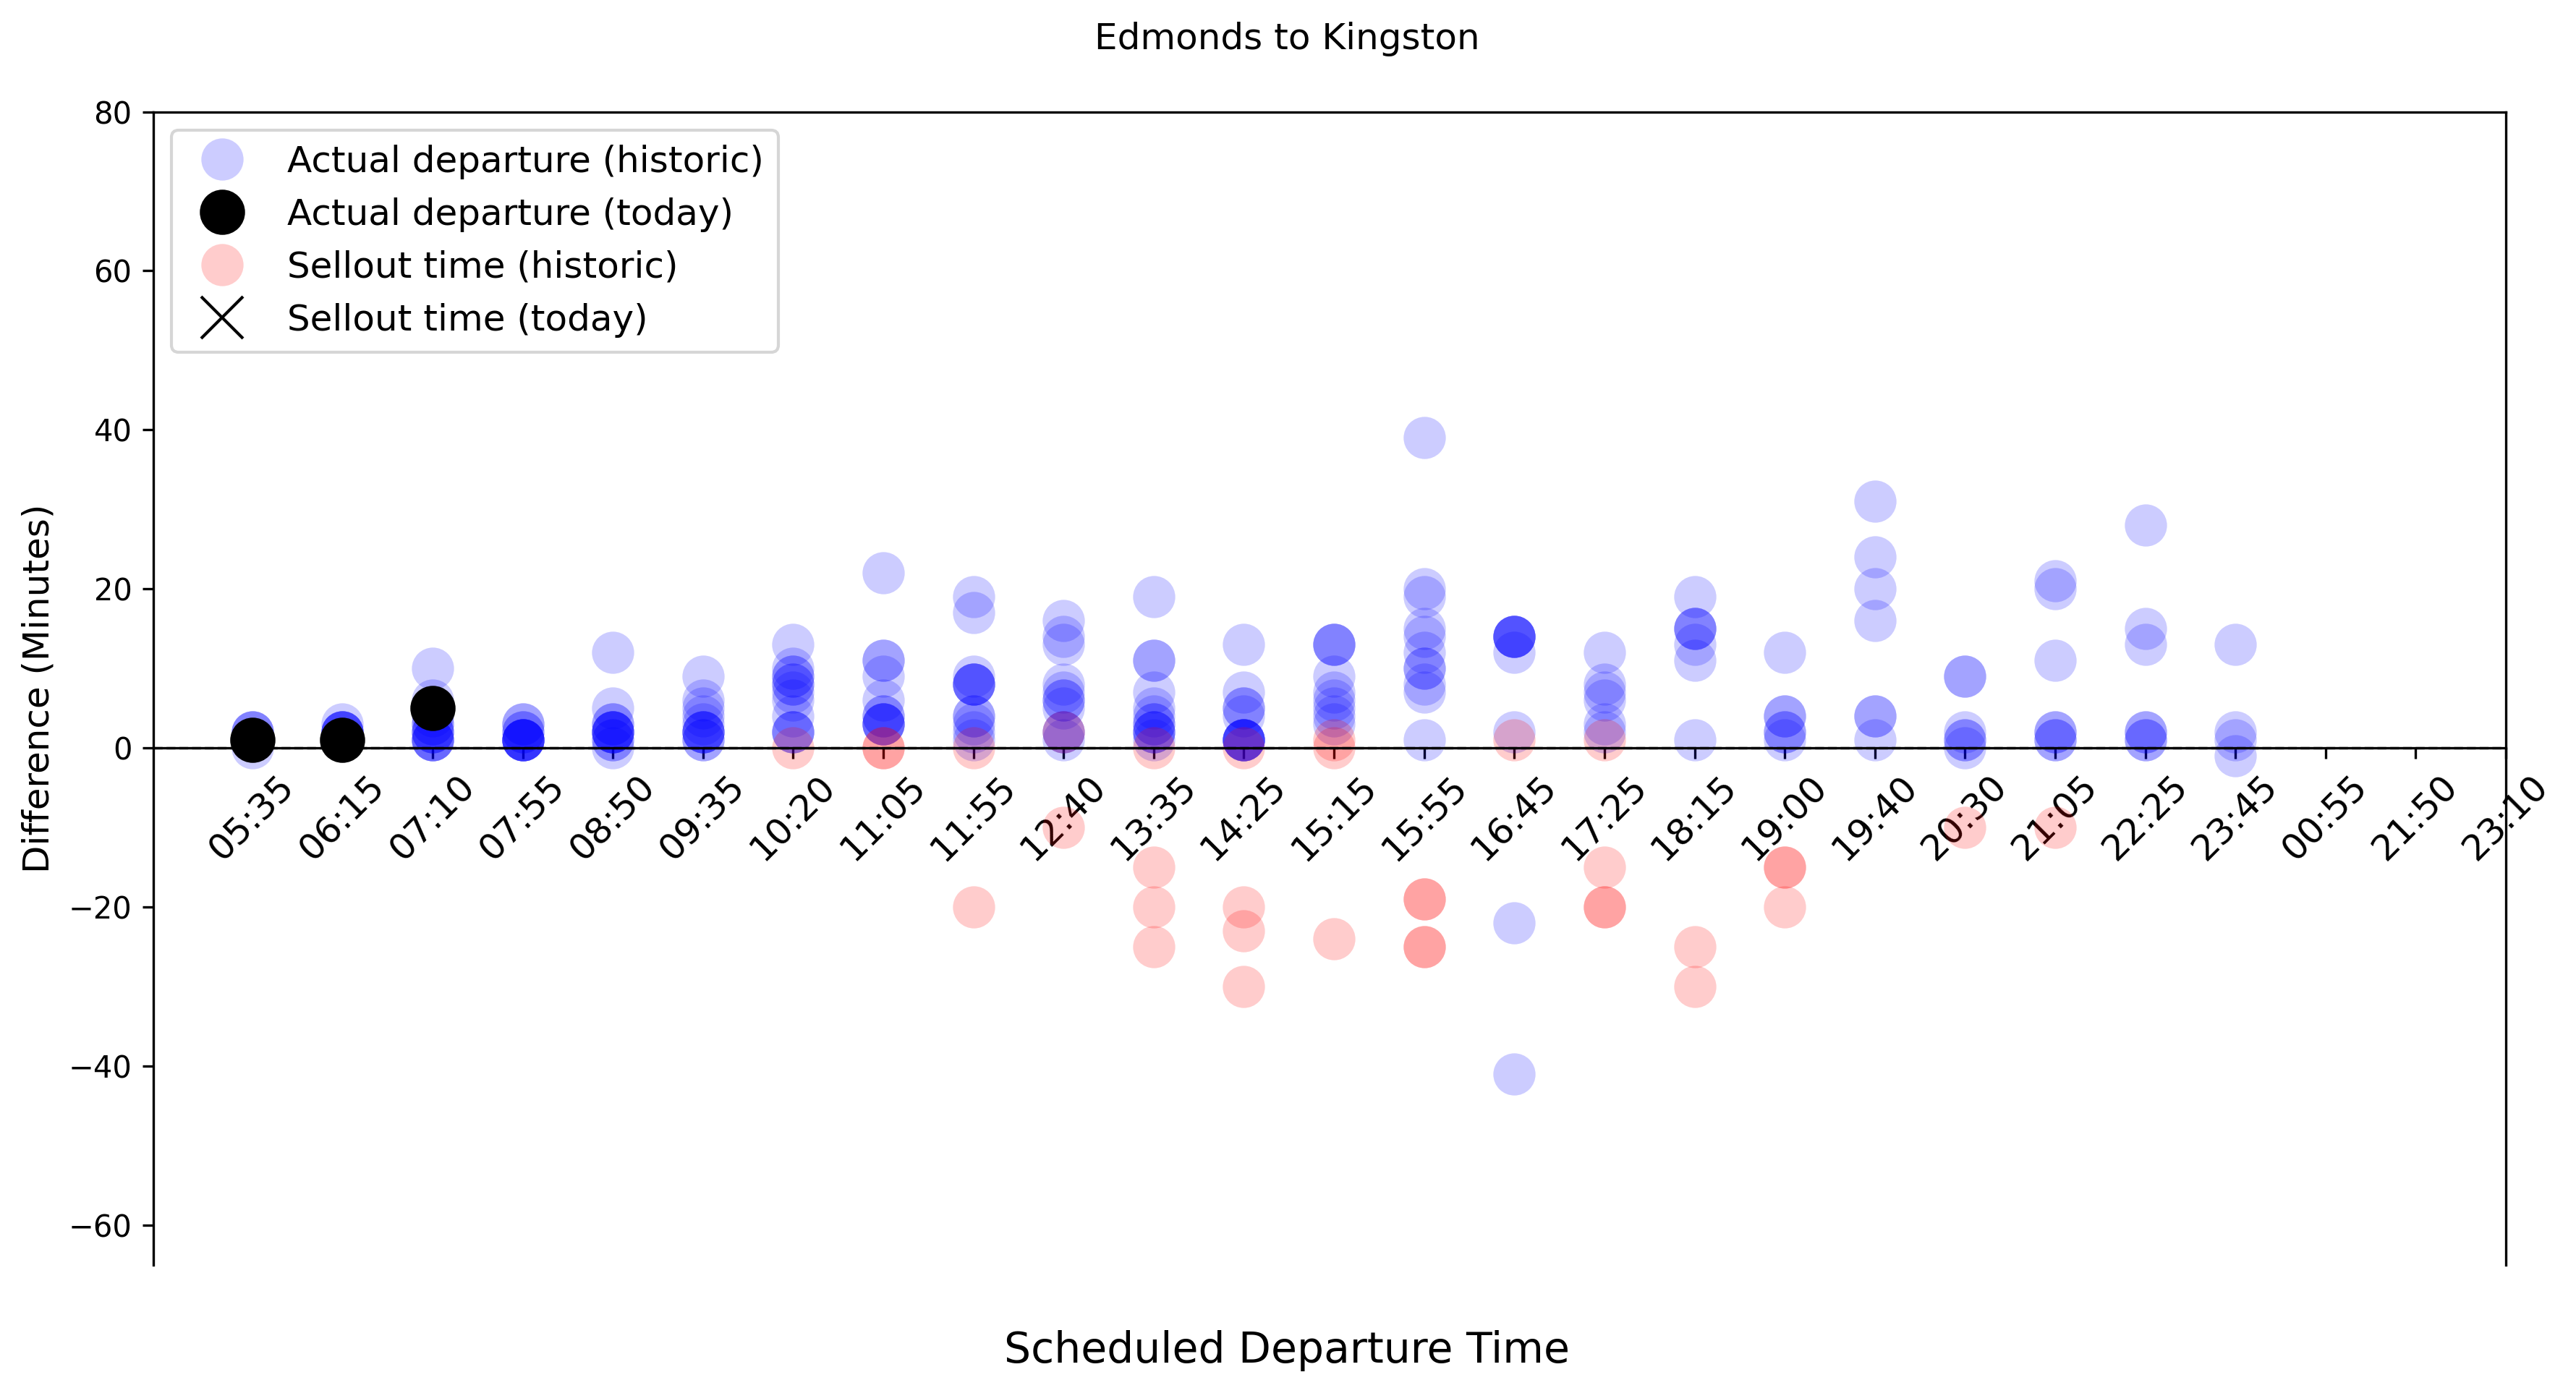 Edmonds to Kingston
80
60
40
20
0
−20
−40
−60
Difference (Minutes)
Actual departure (historic)
Actual departure (today)
Sellout time (historic)
Sellout time (today)
05:35 06:15 07:10 07:55 08:50 09:35 10:20 11:05 11:55 12:40 13:35 14:25 15:15 15:55 16:45 17:25 18:15 19:00 19:40 20:30 21:05 22:25 23:45 00:55 21:50 23:10
Scheduled Departure Time